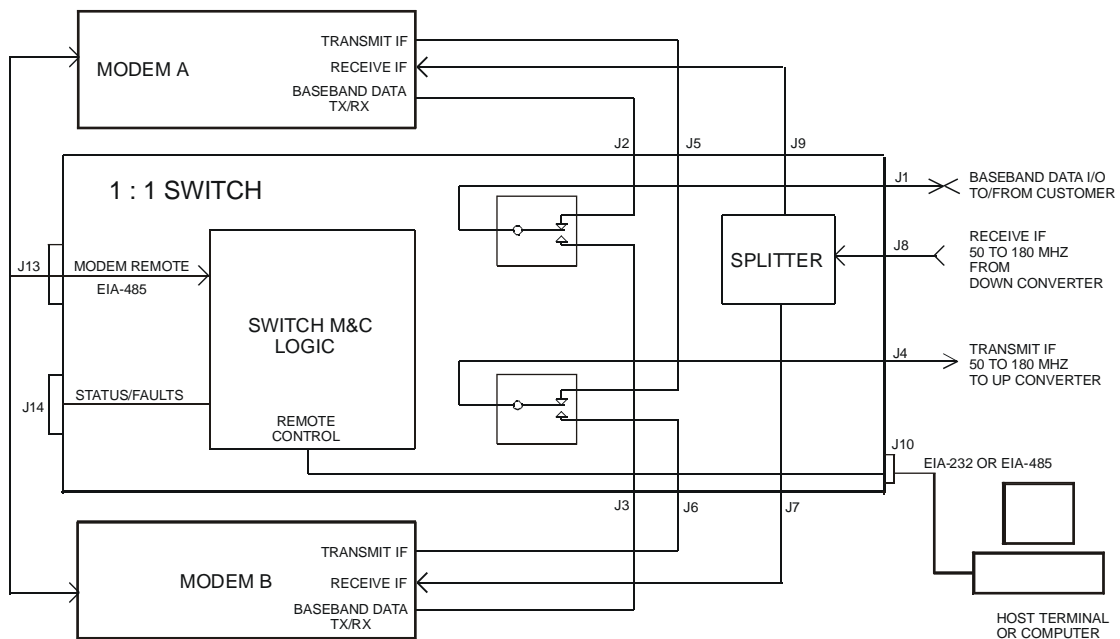 TRANSMIT IF
MODEM A
RECEIVE IF
BASEBAND DATA
TX/RX
J2
J5
J9
1 : 1 SWITCH
J1
BASEBAND DATA I/O
TO/FROM CUSTOMER
J13
MODEM REMOTE
EIA-485
SWITCH M&C
LOGIC
SPLITTER
J8
RECEIVE IF
50 TO 180 MHZ
FROM
DOWN CONVERTER
J4
TRANSMIT IF
50 TO 180 MHZ
TO UP CONVERTER
J14
STATUS/FAULTS
REMOTE
CONTROL
J10
EIA-232 OR EIA-485
J3
J6
J7
TRANSMIT IF
MODEM B
RECEIVE IF
BASEBAND DATA
TX/RX
HOST TERMINAL
OR COMPUTER